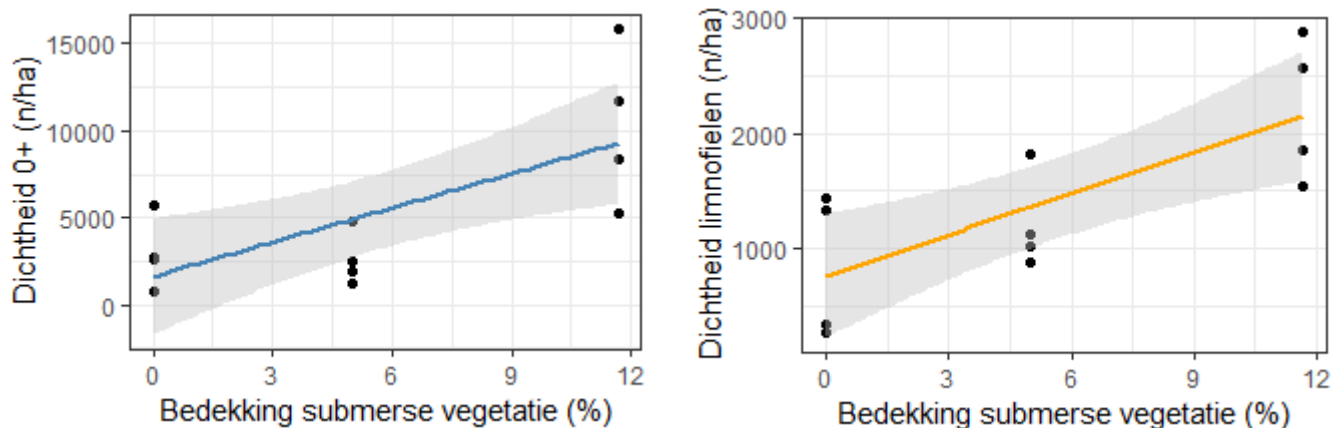 Dichtheid 0+ (n/ha)
15000
10000
5000
0
0 3 6 9 12
Bedekking submerse vegetatie (%)
Dichtheid limnofielen (n/ha)
3000
2000
1000
0 3 6 9 12
Bedekking submerse vegetatie (%)